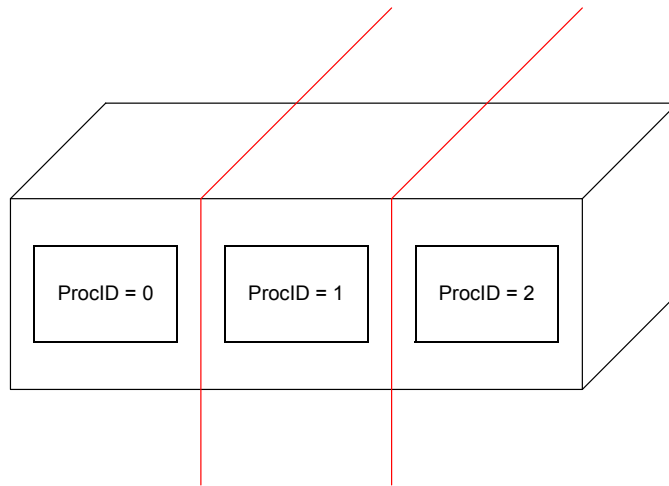 ProcID = 0
ProcID = 1
ProcID = 2